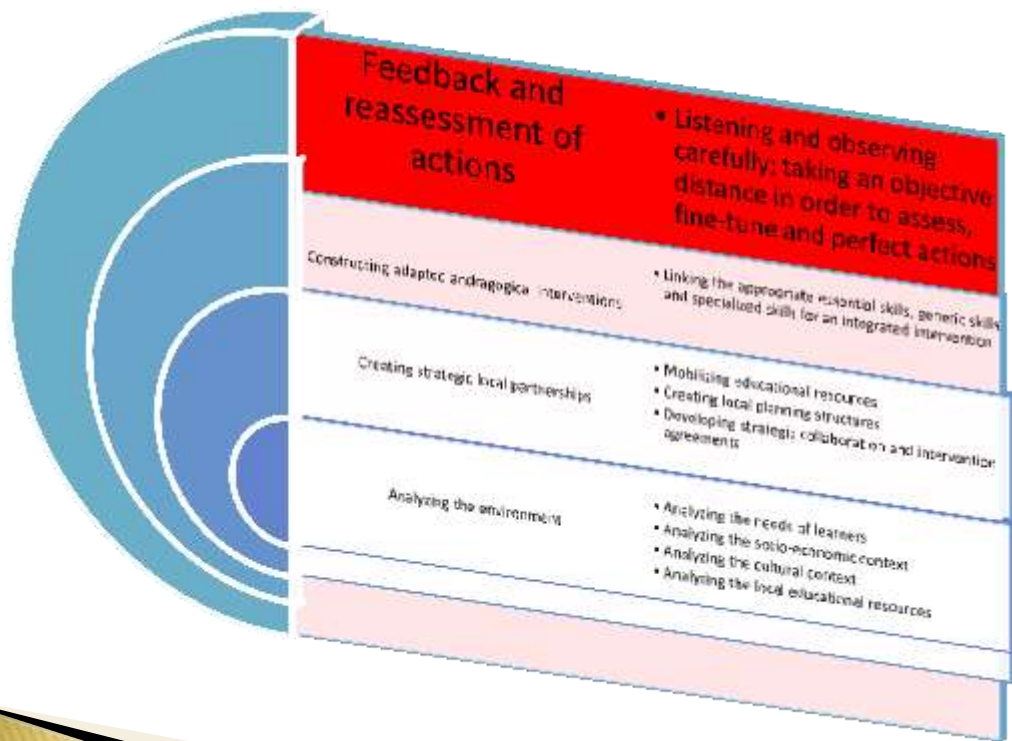 Feedback and
reassessment of
actions
• Listening and observing
carefully; taking an objective
distance in order to assess,
fine-tune and perfect actions
Constructing adapted andragogical interventions
• Linking the appropriate essential skills, generic skills
and specialized skills for an integrated intervention
Creating strategic local partnerships
• Mobilizing educational resources
• Creating local planning structures
• Developing strategic collaboration and intervention
agreements
Analyzing the environment
• Analyzing the needs of learners
• Analyzing the socio-economic context
• Analyzing the cultural context
• Analyzing the local educational resources